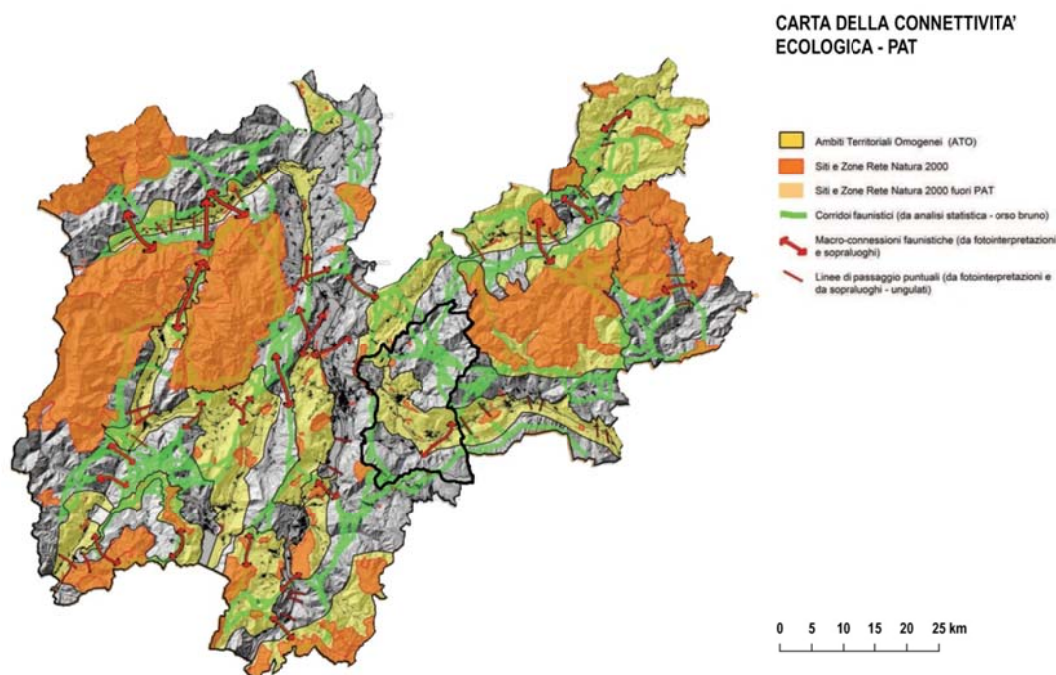 CARTA DELLA CONNETTIVITA'
ECOLOGICA - PAT
Ambiti Territoriali Omogenei (ATO)
Siti e Zone Rete Natura 2000
Siti e Zone Rete Natura 2000 fuori PAT
Corridoi faunistici (da analisi statistica - orso bruno)
Macro-connessioni faunistiche (da fotointerpretazioni
e sopraluoghi)
Linee di passaggio puntuali (da fotointerpretazioni e
da sopraluoghi - ungulati)
0 5 10 15 20 25 km